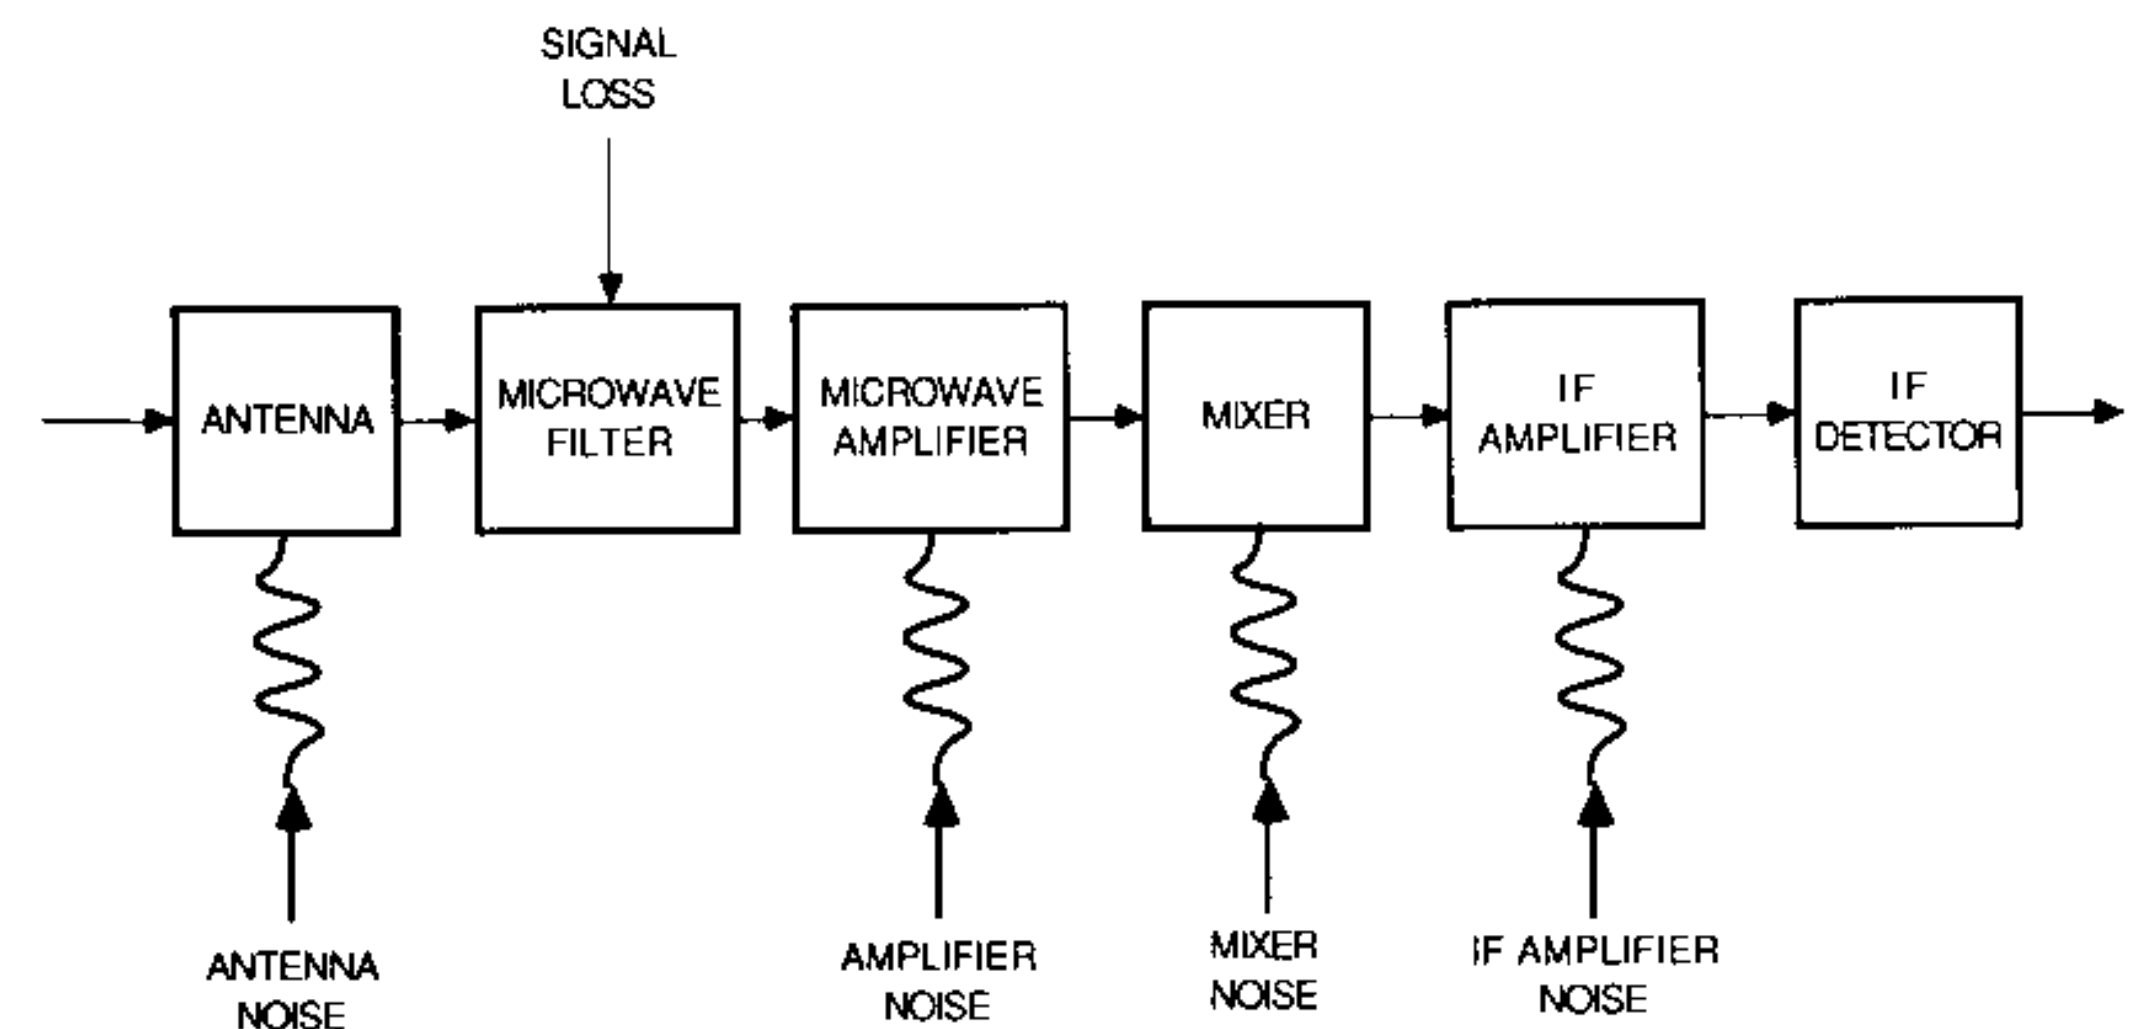 SIGNAL
LOSS
ANTENNA
MICROWAVE
FILTER
MICROWAVE
AMPLIFIER
MIXER
IF
AMPLIFIER
IF
DETECTOR
ANTENNA
NOISE
AMPLIFIER
NOISE
MIXER
NOISE
IF AMPLIFIER
NOISE